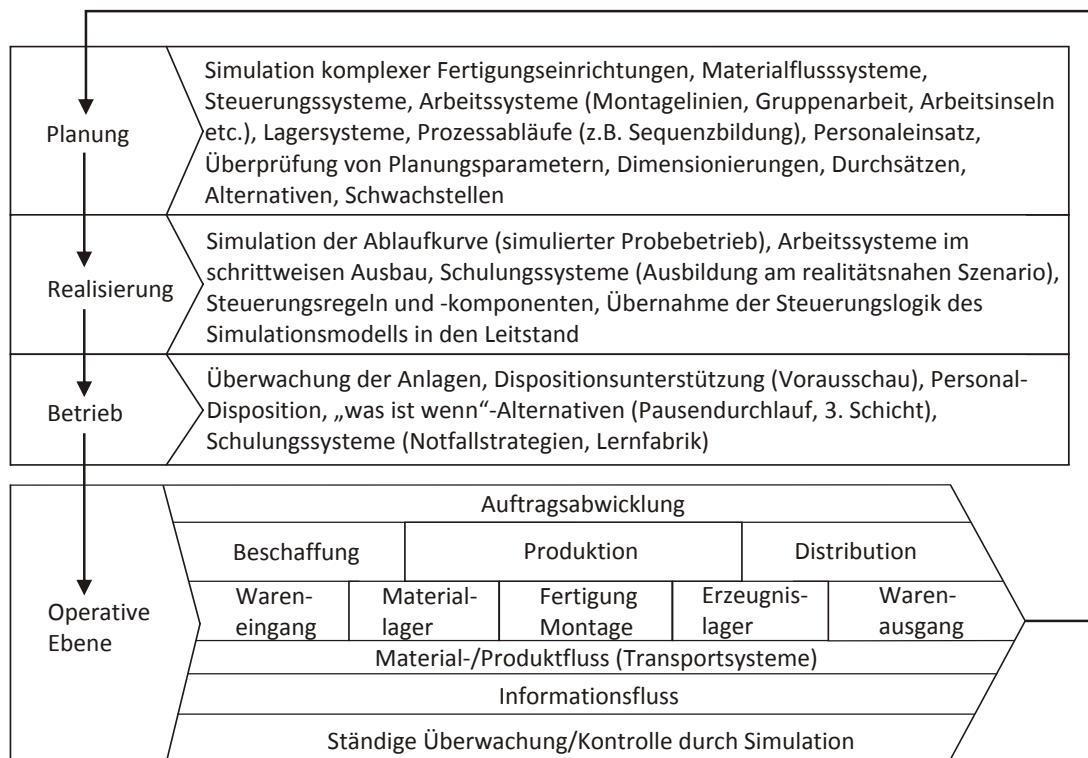 Planung
Simulation komplexer Fertigungseinrichtungen, Materialflusssysteme,
Steuerungssysteme, Arbeitssysteme (Montagelinien, Gruppenarbeit, Arbeitsinseln
etc.), Lagersysteme, Prozessabläufe (z.B. Sequenzbildung), Personaleinsatz,
Überprüfung von Planungsparametern, Dimensionierungen, Durchsätzen,
Alternativen, Schwachstellen
Realisierung
Simulation der Ablaufkurve (simulierter Probebetrieb), Arbeitssysteme im
schrittweisen Ausbau, Schulungssysteme (Ausbildung am realitätsnahen Szenario),
Steuerungsregeln und -komponenten, Übernahme der Steuerungslogik des
Simulationsmodells in den Leitstand
Betrieb
Überwachung der Anlagen, Dispositionsunterstützung (Vorausschau), Personal-
Disposition, „was ist wenn“-Alternativen (Pausendurchlauf, 3. Schicht),
Schulungssysteme (Notfallstrategien, Lernfabrik)
Operative
Ebene
Auftragsabwicklung
Beschaffung
Produktion
Distribution
Waren-
eingang
Material-
lager
Fertigung
Montage
Erzeugnis-
lager
Waren-
ausgang
Material-/Produktfluss (Transportsysteme)
Informationsfluss
Ständige Überwachung/Kontrolle durch Simulation